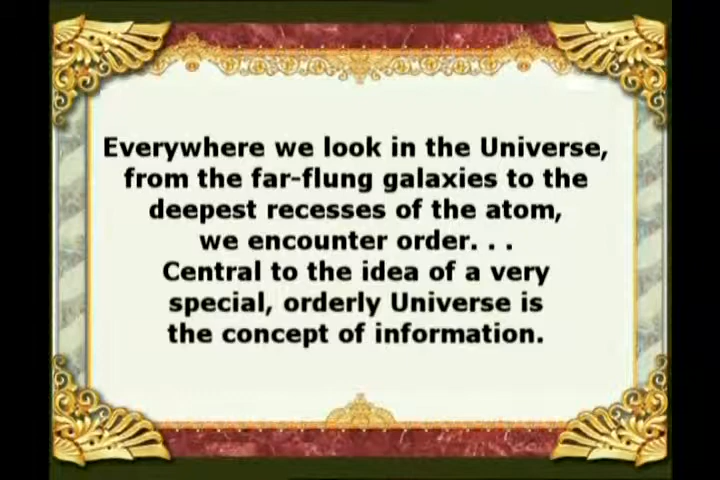 Everywhere we look in the Universe,
from the far-flung galaxies to the
deepest recesses of the atom,
we encounter order. . .
Central to the idea of a very
special, orderly Universe is
the concept of information.